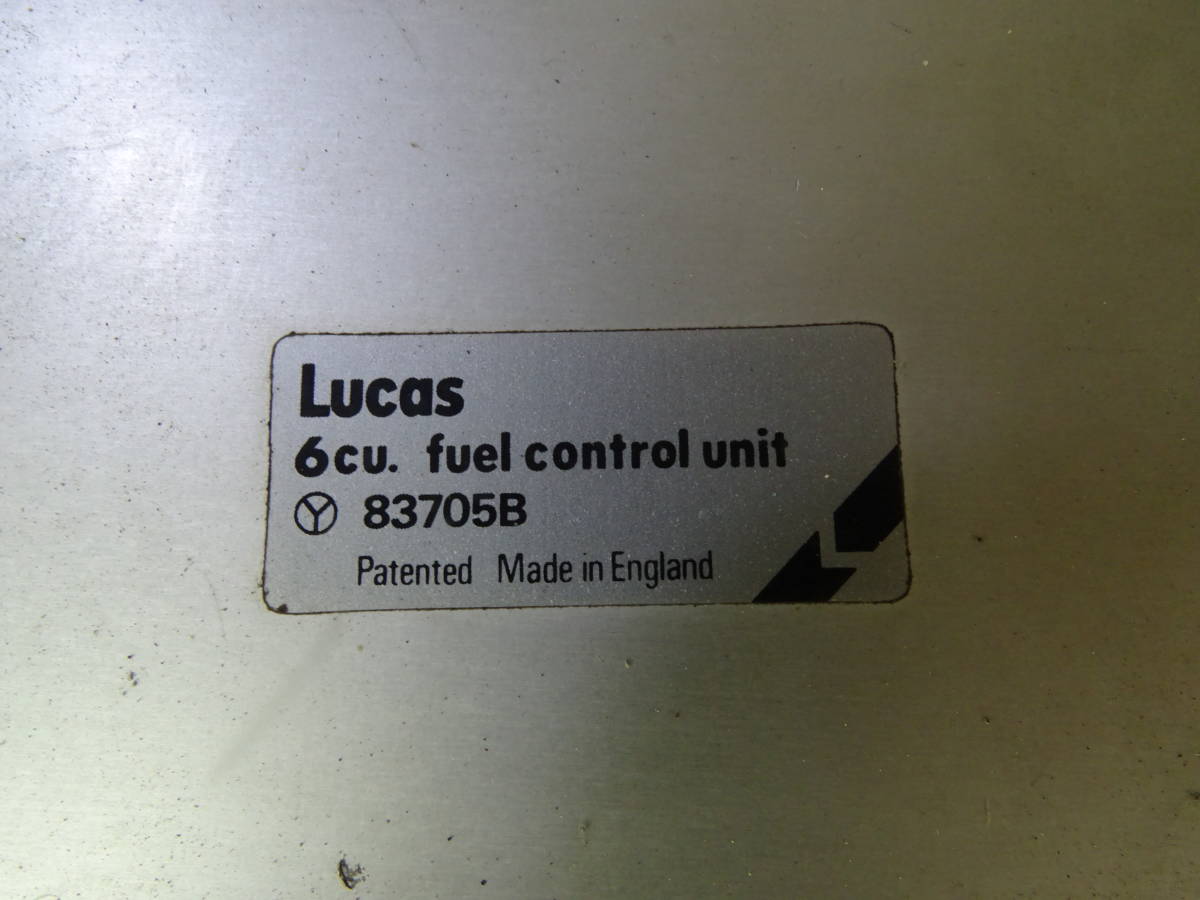 Lucas
6cu. fuel control unit
Ⓨ 83705B
Patented Made in England